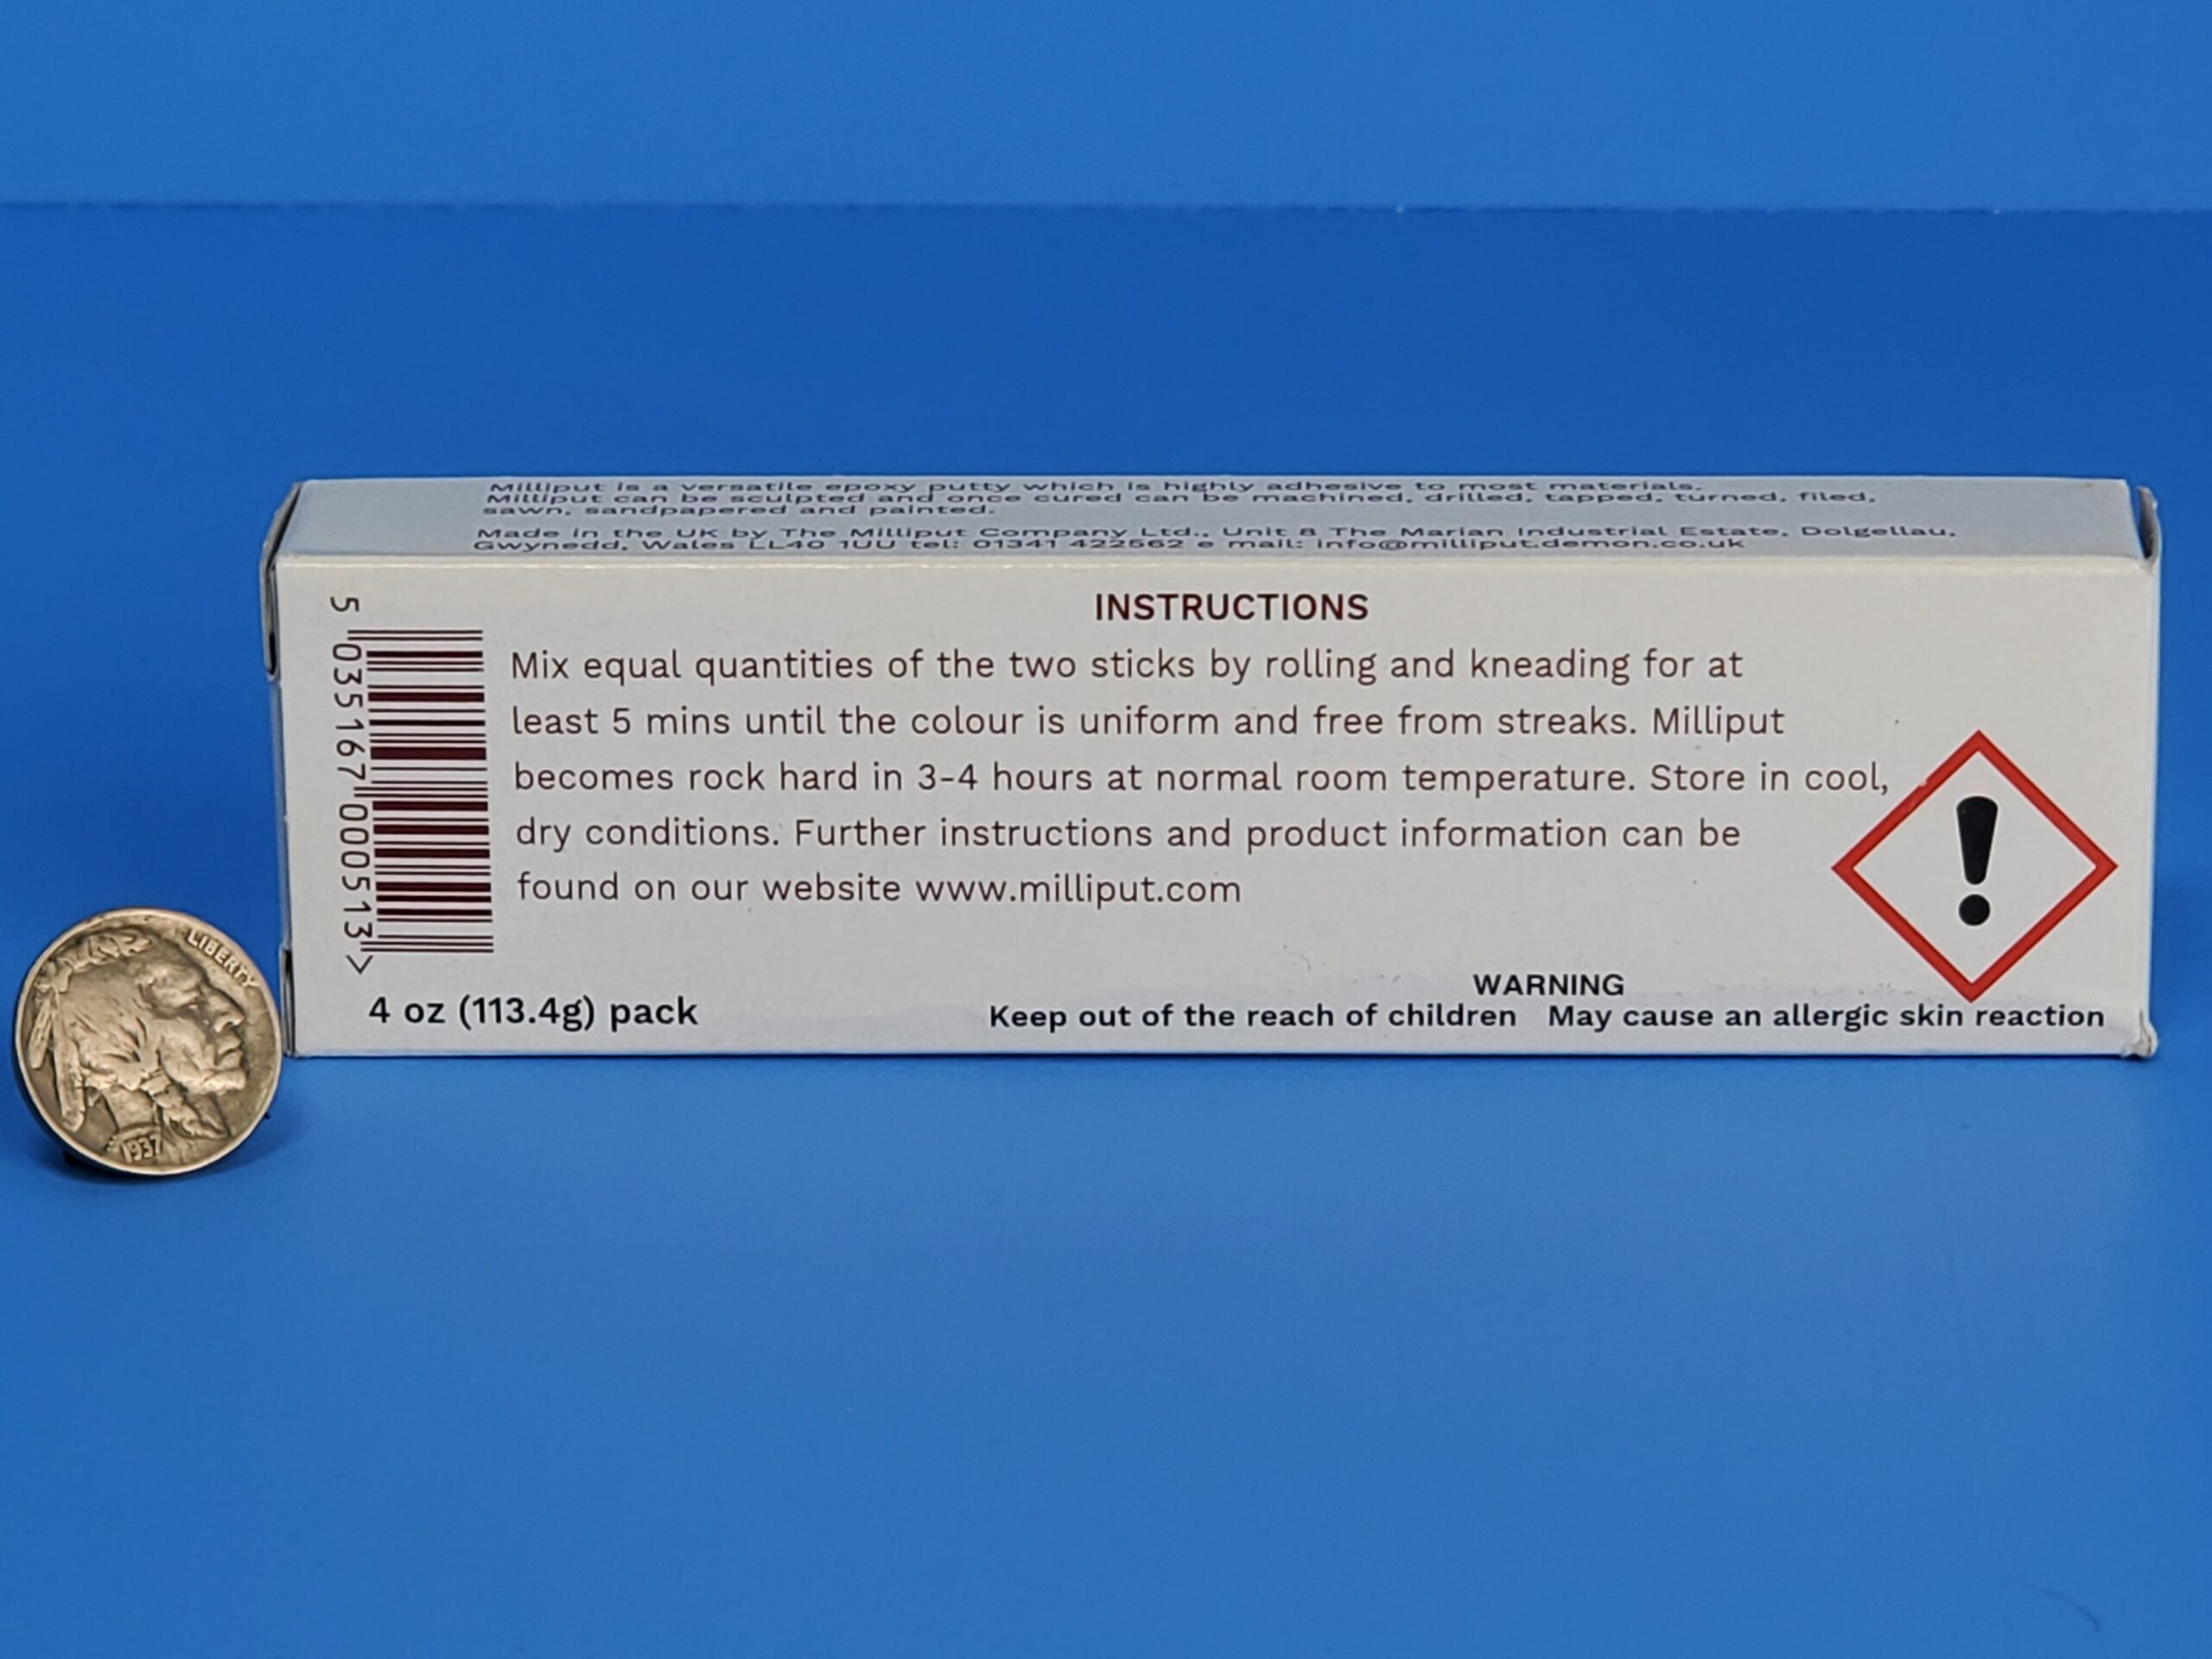 Milliput is a versatile epoxy putty which is highly adhesive to most materials.
Milliput can be sculpted and once cured can be machined, drilled, tapped, turned, filed,
sawn, sandpapered and painted.
Made in the UK by The Milliput Company Ltd., Unit 8 The Marian Industrial Estate, Dolgellau,
Gwynedd, Wales LL40 1UU tel: 01341 422562 e mail: info@milliput.demon.co.uk
INSTRUCTIONS
Mix equal quantities of the two sticks by rolling and kneading for at
least 5 mins until the colour is uniform and free from streaks. Milliput
becomes rock hard in 3-4 hours at normal room temperature. Store in cool,
dry conditions. Further instructions and product information can be
found on our website www.milliput.com
5 035167 000513 >
4 oz (113.4g) pack
WARNING
Keep out of the reach of children May cause an allergic skin reaction
LIBERTY
1937